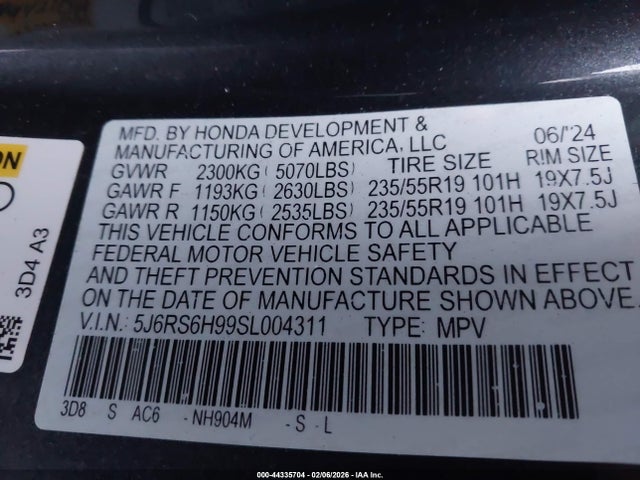 MFD. BY HONDA DEVELOPMENT &
MANUFACTURING OF AMERICA, LLC 06/'24
GVWR 2300KG ( 5070LBS) TIRE SIZE RIM SIZE
GAWR F 1193KG ( 2630LBS) 235/55R19 101H 19X7.5J
GAWR R 1150KG ( 2535LBS) 235/55R19 101H 19X7.5J
THIS VEHICLE CONFORMS TO ALL APPLICABLE
FEDERAL MOTOR VEHICLE SAFETY
AND THEFT PREVENTION STANDARDS IN EFFECT
ON THE DATE OF MANUFACTURE SHOWN ABOVE.
V.I.N.: 5J6RS6H99SL004311 TYPE: MPV
3D8 S AC6 - NH904M - S - L
3D4 A3
000-44335704 - 02/06/2026 - IAA Inc.